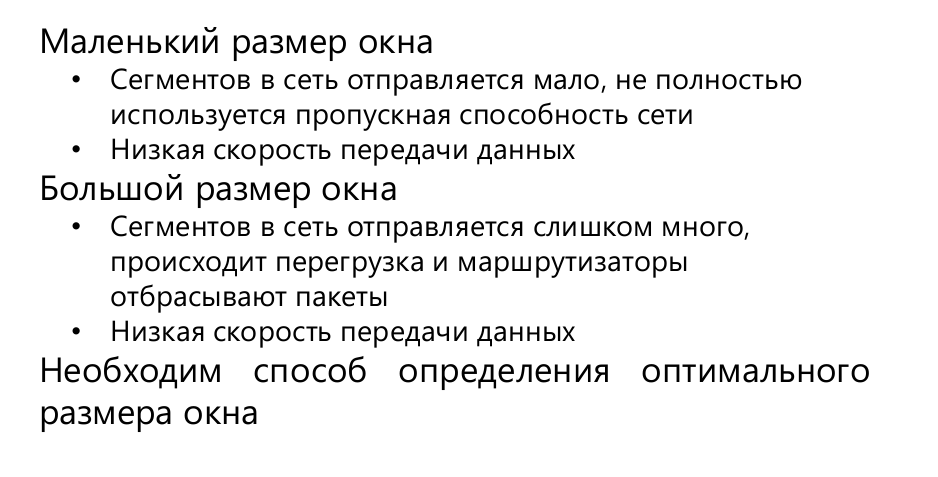 Маленький размер окна
• Сегментов в сеть отправляется мало, не полностью
используется пропускная способность сети
• Низкая скорость передачи данных
Большой размер окна
• Сегментов в сеть отправляется слишком много,
происходит перегрузка и маршрутизаторы
отбрасывают пакеты
• Низкая скорость передачи данных
Необходим способ определения оптимального
размера окна